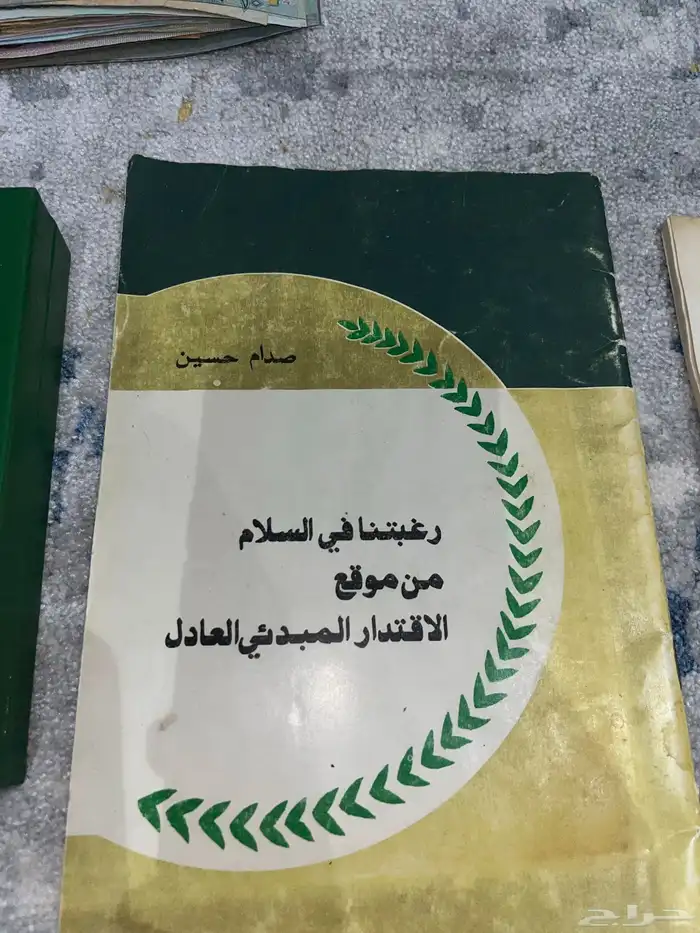 صدام حسين
رغبتنا في السلام
من موقع
الاقتدار المبدئي العادل
حراج